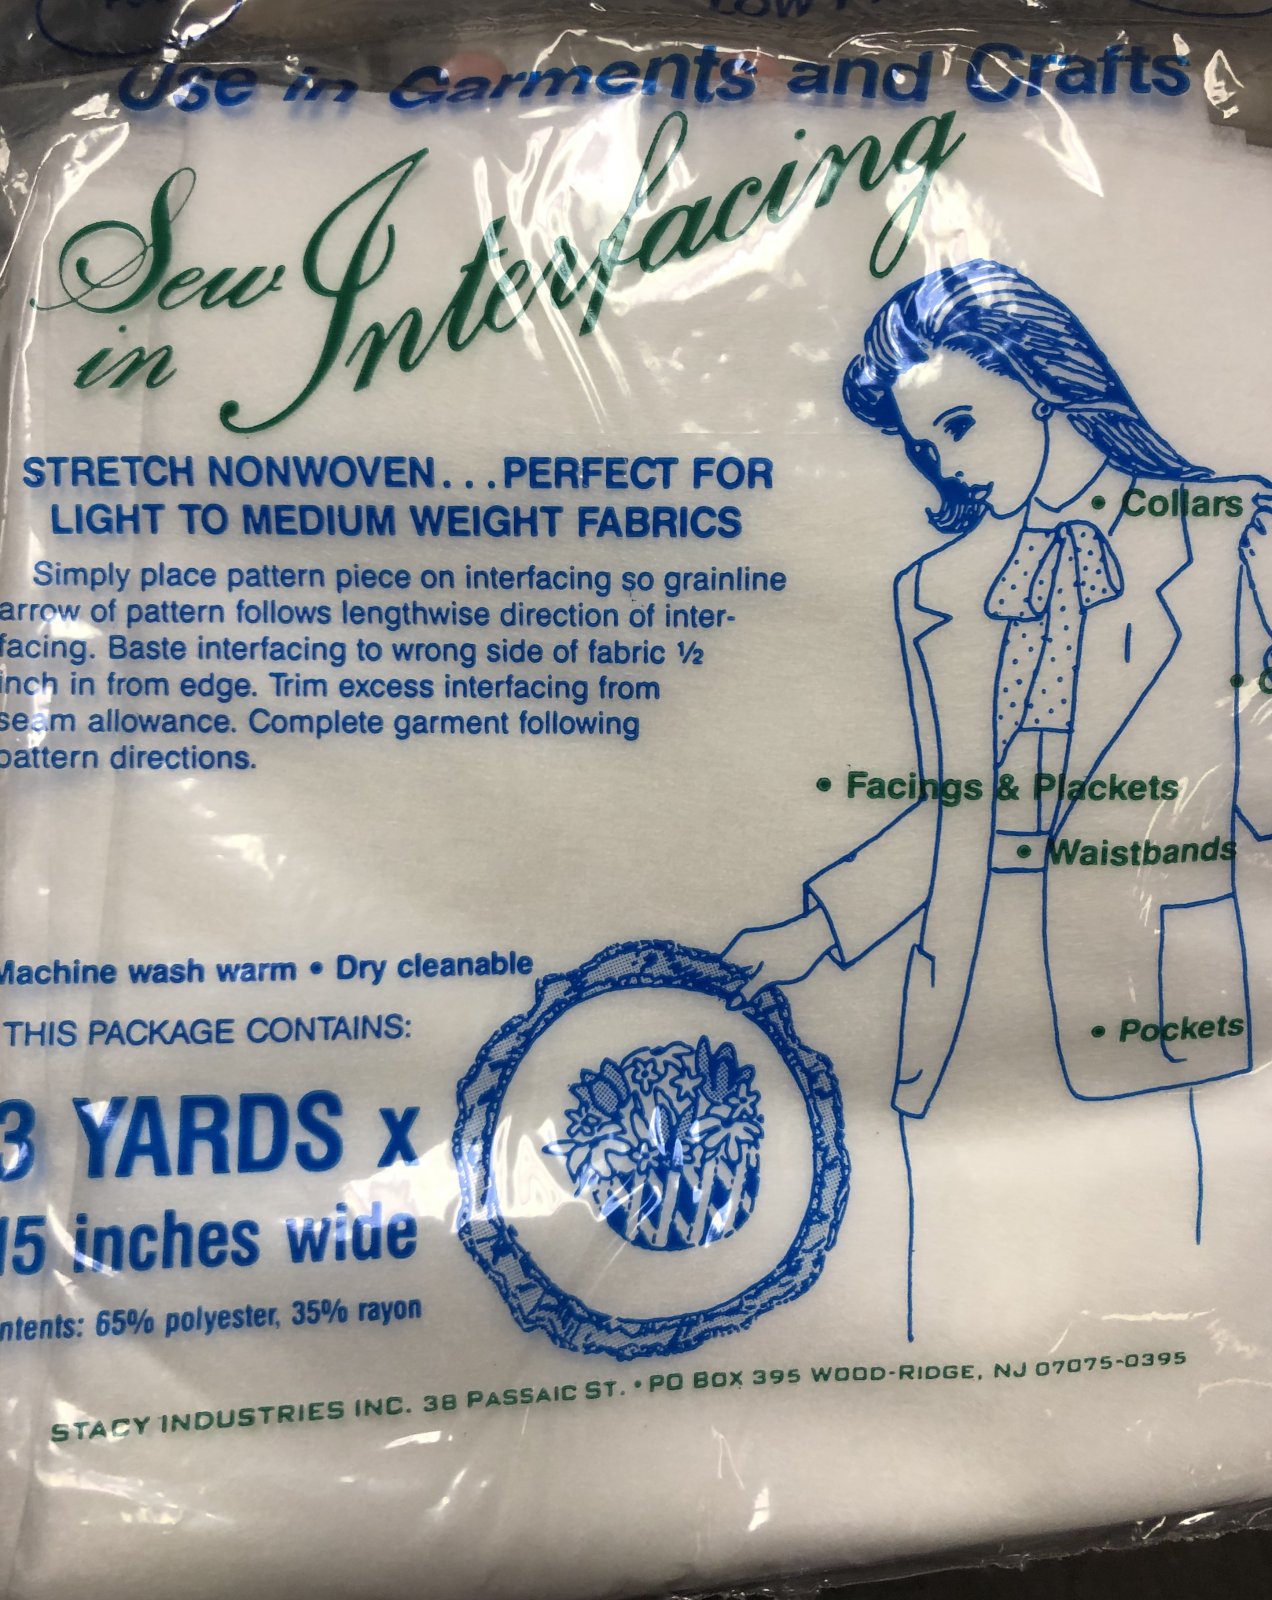 LOW
Use in Garments and Crafts
Sew
in Interfacing
STRETCH NONWOVEN...PERFECT FOR
LIGHT TO MEDIUM WEIGHT FABRICS
Simply place pattern piece on interfacing so grainline
arrow of pattern follows lengthwise direction of inter-
facing. Baste interfacing to wrong side of fabric ½
inch in from edge. Trim excess interfacing from
seam allowance. Complete garment following
pattern directions.
• Collars
• &
• Facings & Plackets
• Waistbands
• Pockets
Machine wash warm • Dry cleanable
THIS PACKAGE CONTAINS:
3 YARDS x
15 inches wide
ntents: 65% polyester, 35% rayon
STACY INDUSTRIES INC. 38 PASSAIC ST. • PO BOX 395 WOOD-RIDGE, NJ 07075-0395